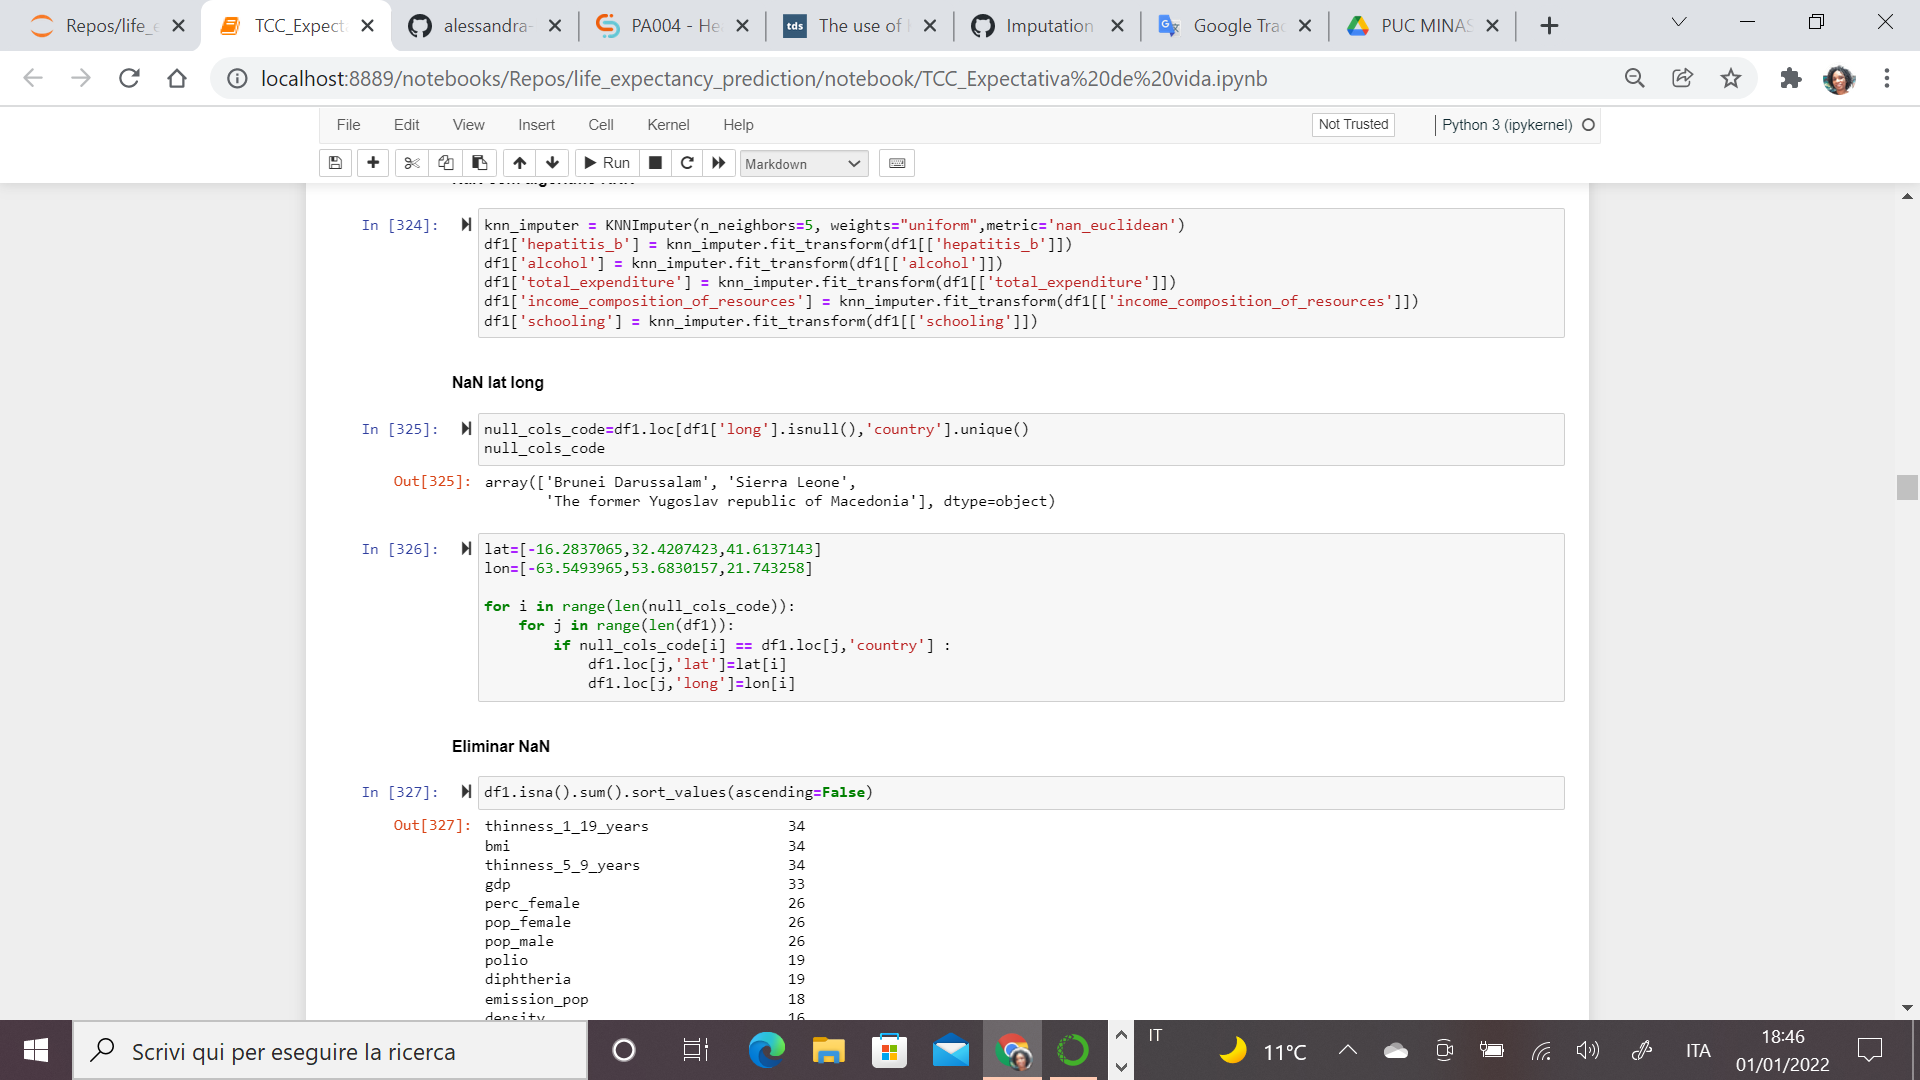 Repos/life_e
TCC_Expect
alessandra-
PA004 - He
The use of
Imputation
Google Trac
PUC MINAS
localhost:8889/notebooks/Repos/life_expectancy_prediction/notebook/TCC_Expectativa%20de%20vida.ipynb
File Edit View Insert Cell Kernel Help
Not Trusted
Python 3 (ipykernel)
Run
Markdown
In [324]:
knn_imputer = KNNImputer(n_neighbors=5, weights="uniform",metric='nan_euclidean')
df1['hepatitis_b'] = knn_imputer.fit_transform(df1[['hepatitis_b']])
df1['alcohol'] = knn_imputer.fit_transform(df1[['alcohol']])
df1['total_expenditure'] = knn_imputer.fit_transform(df1[['total_expenditure']])
df1['income_composition_of_resources'] = knn_imputer.fit_transform(df1[['income_composition_of_resources']])
df1['schooling'] = knn_imputer.fit_transform(df1[['schooling']])
NaN lat long
In [325]:
null_cols_code=df1.loc[df1['long'].isnull(),'country'].unique()
null_cols_code
Out[325]:
array(['Brunei Darussalam', 'Sierra Leone',
'The former Yugoslav republic of Macedonia'], dtype=object)
In [326]:
lat=[-16.2837065,32.4207423,41.6137143]
lon=[-63.5493965,53.6830157,21.743258]
for i in range(len(null_cols_code)):
for j in range(len(df1)):
if null_cols_code[i] == df1.loc[j,'country'] :
df1.loc[j,'lat']=lat[i]
df1.loc[j,'long']=lon[i]
Eliminar NaN
In [327]:
df1.isna().sum().sort_values(ascending=False)
Out[327]:
thinness_1_19_years 34
bmi 34
thinness_5_9_years 34
gdp 33
perc_female 26
pop_female 26
pop_male 26
polio 19
diphtheria 19
emission_pop 18
density 16
Scrivi qui per eseguire la ricerca
IT
11°C
ITA
18:46
01/01/2022